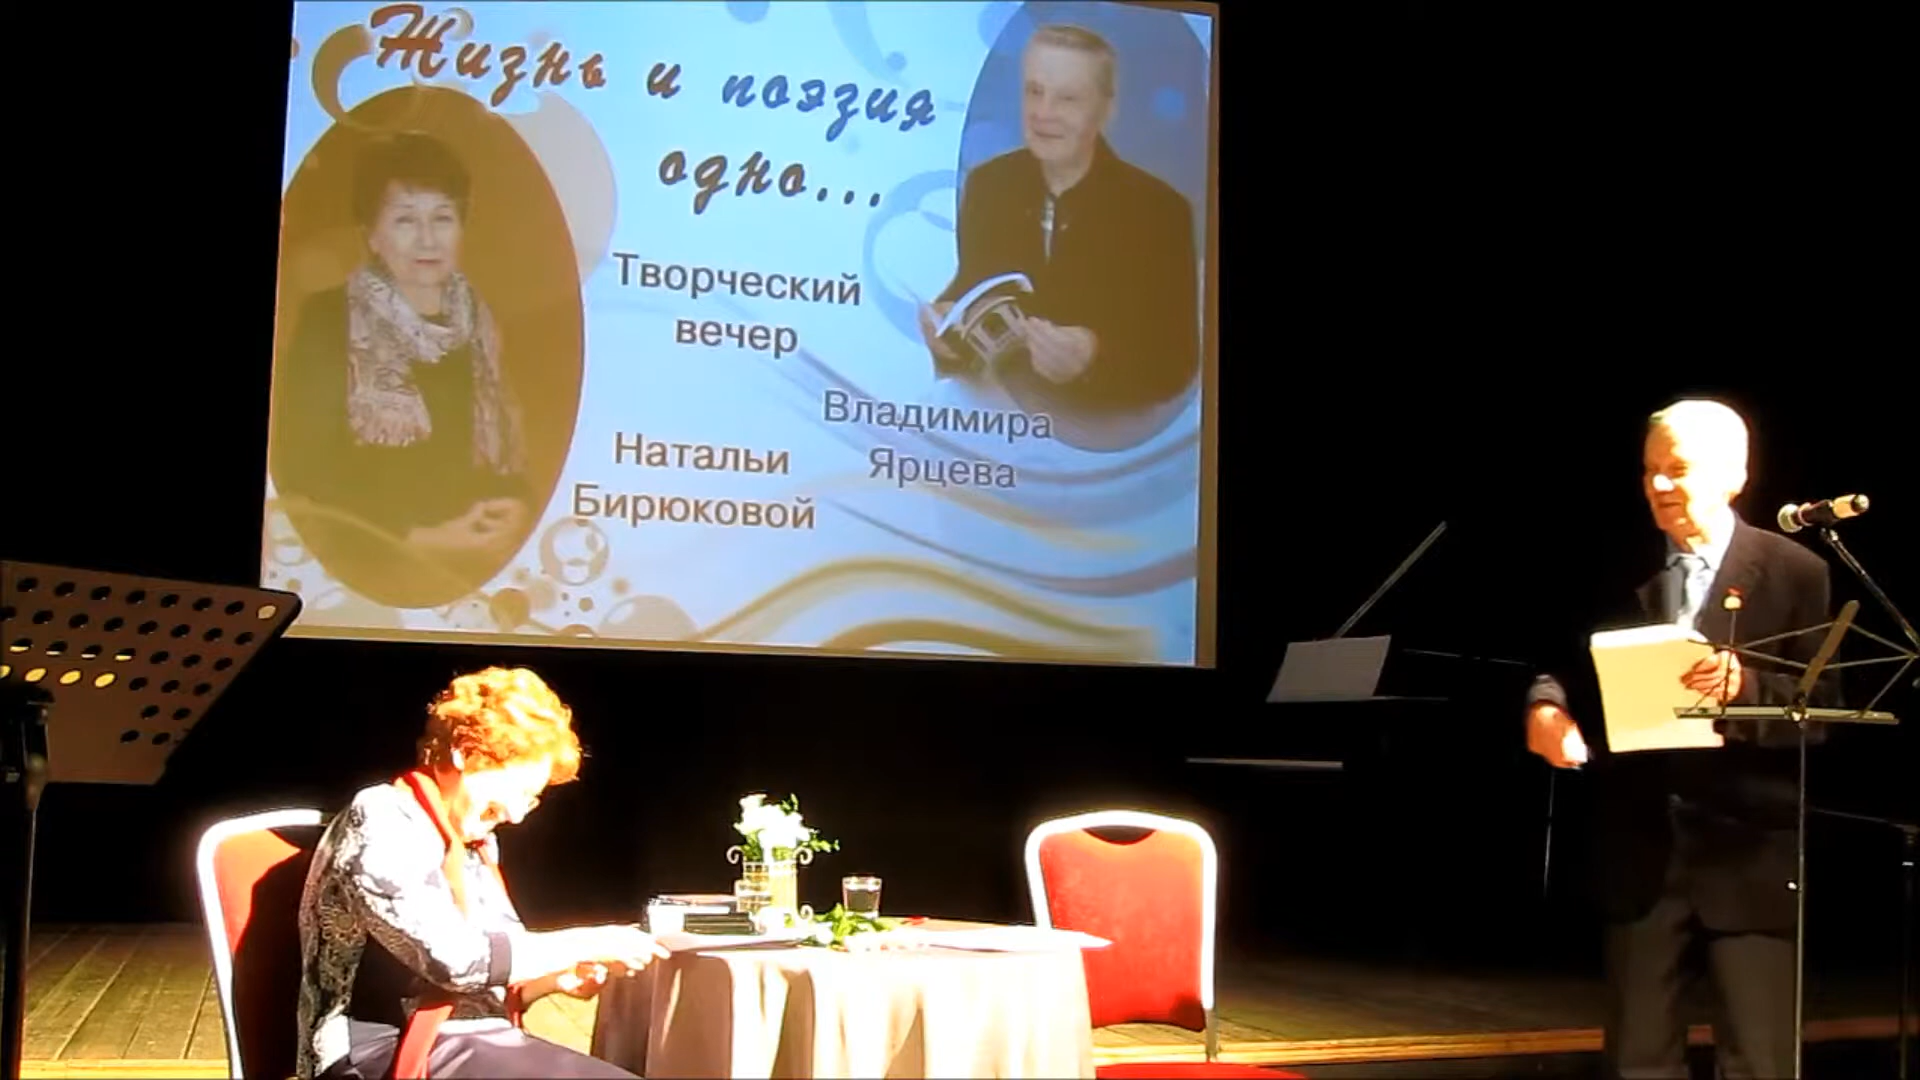 Жизнь и поэзия
одно...
Творческий
вечер
Натальи
Бирюковой
Владимира
Ярцева